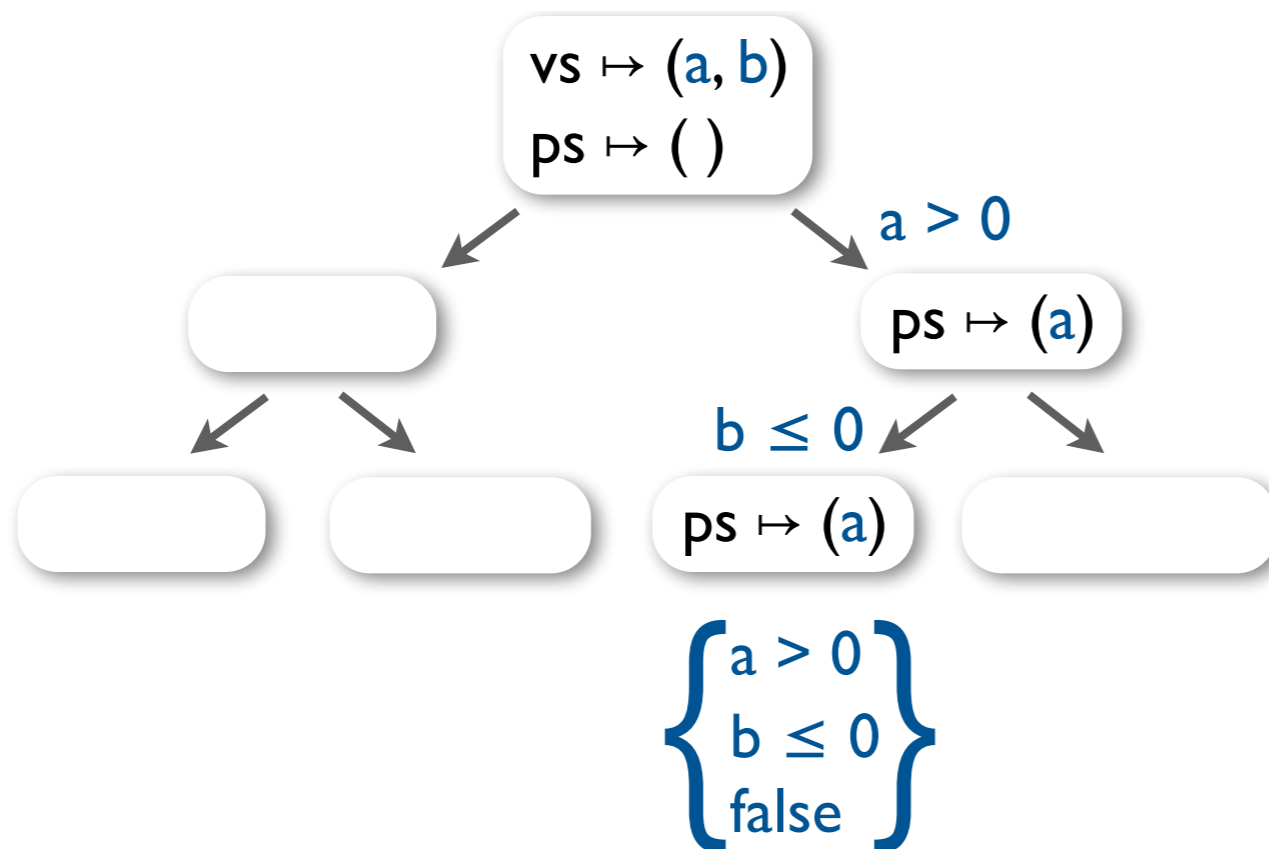 vs ↦ (a, b)
ps ↦ ( )
a > 0
ps ↦ (a)
b ≤ 0
ps ↦ (a)
{ a > 0
b ≤ 0
false }